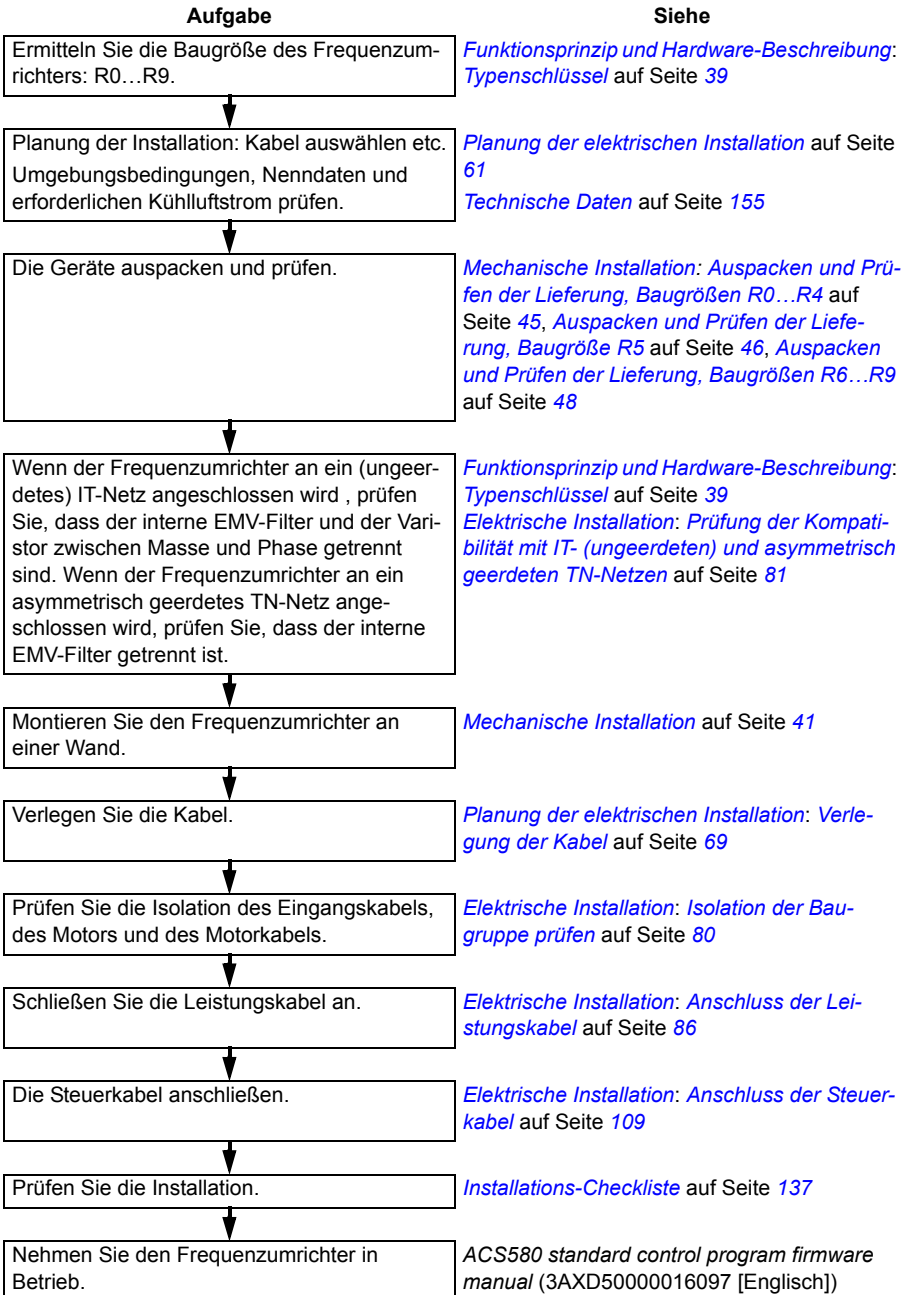 Aufgabe
Siehe
Ermitteln Sie die Baugröße des Frequenzum-
richters: R0…R9.
Funktionsprinzip und Hardware-Beschreibung:
Typenschlüssel auf Seite 39
Planung der Installation: Kabel auswählen etc.
Umgebungsbedingungen, Nenndaten und
erforderlichen Kühlluftstrom prüfen.
Planung der elektrischen Installation auf Seite
61
Technische Daten auf Seite 155
Die Geräte auspacken und prüfen.
Mechanische Installation: Auspacken und Prü-
fen der Lieferung, Baugrößen R0…R4 auf
Seite 45, Auspacken und Prüfen der Liefe-
rung, Baugröße R5 auf Seite 46, Auspacken
und Prüfen der Lieferung, Baugrößen R6…R9
auf Seite 48
Wenn der Frequenzumrichter an ein (ungeer-
detes) IT-Netz angeschlossen wird , prüfen
Sie, dass der interne EMV-Filter und der Vari-
stor zwischen Masse und Phase getrennt
sind. Wenn der Frequenzumrichter an ein
asymmetrisch geerdetes TN-Netz ange-
schlossen wird, prüfen Sie, dass der interne
EMV-Filter getrennt ist.
Funktionsprinzip und Hardware-Beschreibung:
Typenschlüssel auf Seite 39
Elektrische Installation: Prüfung der Kompati-
bilität mit IT- (ungeerdeten) und asymmetrisch
geerdeten TN-Netzen auf Seite 81
Montieren Sie den Frequenzumrichter an
einer Wand.
Mechanische Installation auf Seite 41
Verlegen Sie die Kabel.
Planung der elektrischen Installation: Verle-
gung der Kabel auf Seite 69
Prüfen Sie die Isolation des Eingangskabels,
des Motors und des Motorkabels.
Elektrische Installation: Isolation der Bau-
gruppe prüfen auf Seite 80
Schließen Sie die Leistungskabel an.
Elektrische Installation: Anschluss der Lei-
stungskabel auf Seite 86
Die Steuerkabel anschließen.
Elektrische Installation: Anschluss der Steuer-
kabel auf Seite 109
Prüfen Sie die Installation.
Installations-Checkliste auf Seite 137
Nehmen Sie den Frequenzumrichter in
Betrieb.
ACS580 standard control program firmware
manual (3AXD50000016097 [Englisch])